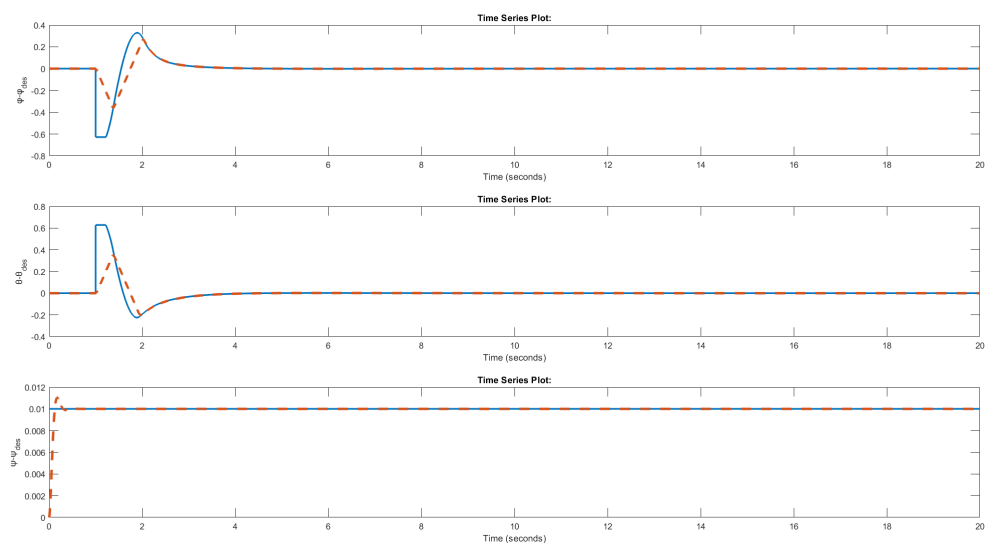 Time Series Plot:
0.4
0.2
0
-0.2
-0.4
-0.6
-0.8
φ-φdes
0 2 4 6 8 10 12 14 16 18 20
Time (seconds)
Time Series Plot:
0.8
0.6
0.4
0.2
0
-0.2
-0.4
θ-θdes
0 2 4 6 8 10 12 14 16 18 20
Time (seconds)
Time Series Plot:
0.012
0.01
0.008
0.006
0.004
0.002
0
ψ-ψdes
0 2 4 6 8 10 12 14 16 18 20
Time (seconds)